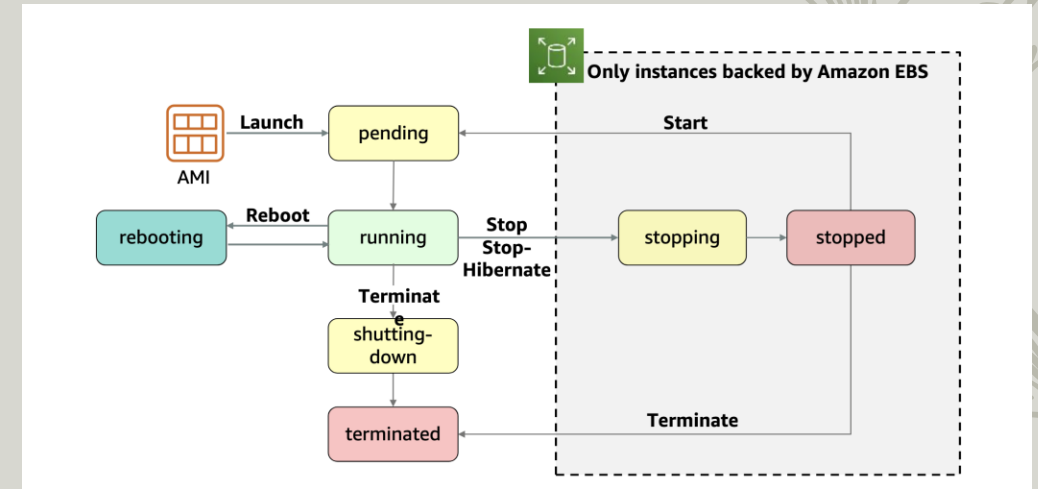 Only instances backed by Amazon EBS
Launch
pending
Start
AMI
rebooting
Reboot
running
Stop
Stop-
Hibernate
stopping
stopped
Terminat
e
shutting-
down
terminated
Terminate